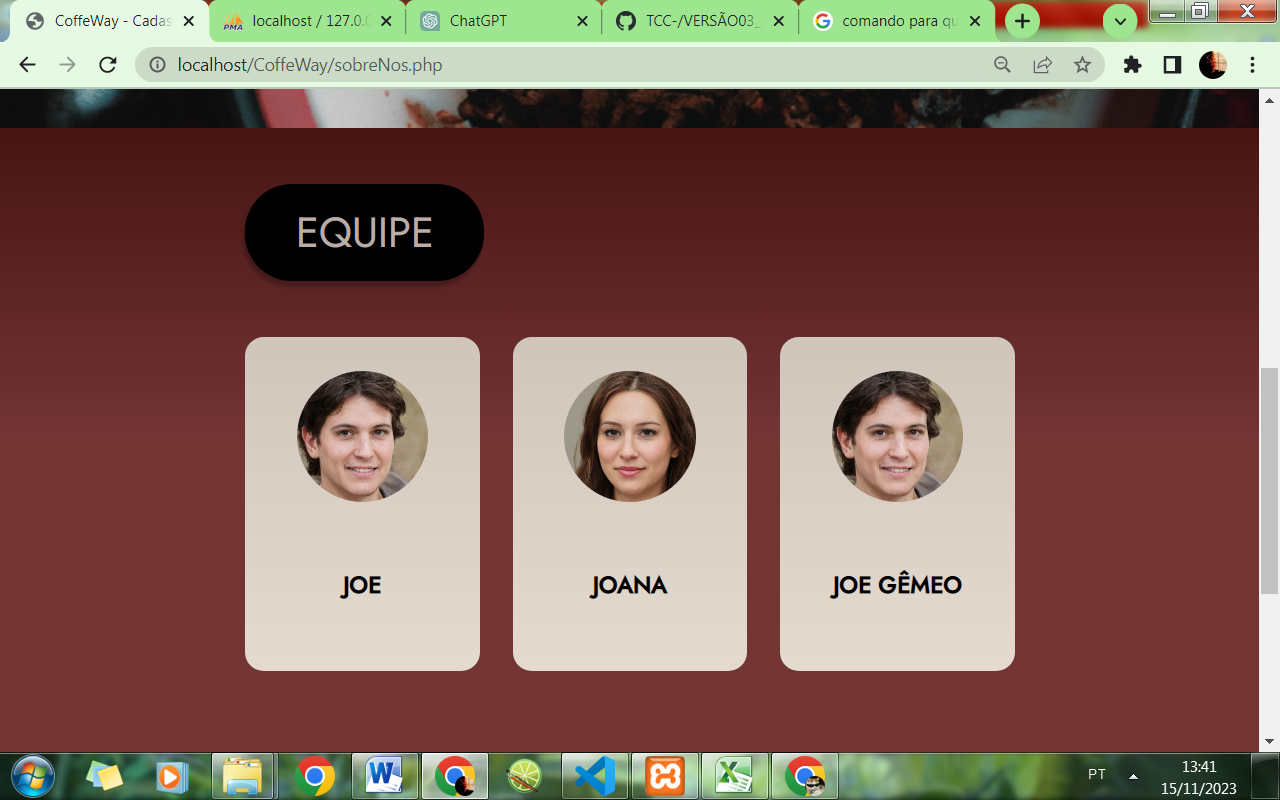 CoffeWay - Cadas
localhost / 127.0.0
ChatGPT
TCC-/VERSÃO03_
comando para qu
localhost/CoffeWay/sobreNos.php
EQUIPE
JOE
JOANA
JOE GÊMEO
PT
13:41
15/11/2023